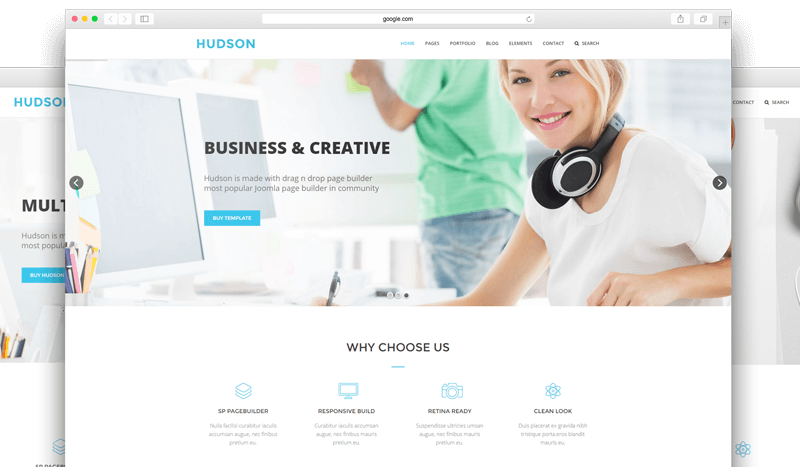 google.com
HUDSON
HOME PAGES PORTFOLIO BLOG ELEMENTS CONTACT SEARCH
BUSINESS & CREATIVE
Hudson is made with drag n drop page builder
most popular Joomla page builder in community
BUY TEMPLATE
WHY CHOOSE US
SP PAGEBUILDER
Nulla facilisi curabitur iaculis
accumsan augue, nec finibus
pretium eu.
RESPONSIVE BUILD
Curabitur iaculis accumsan
augue, nec finibus mauris
pretium eu.
RETINA READY
Suspendisse ultricies umsan
augue, nec finibus mauris
pretium eu.
CLEAN LOOK
Duis placerat ex gravida nibh
tristique porta eros blandit
mauris eu.
HUDSON
MULT
Hudson is m
most popula
BUY HUDSON
CONTACT SEARCH